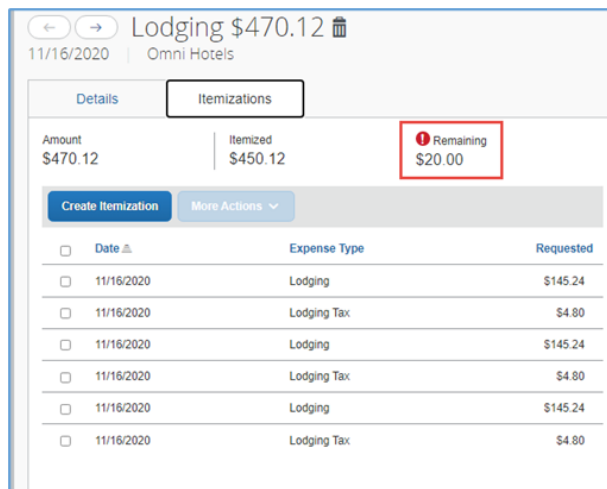 Lodging $470.12
11/16/2020 Omni Hotels
Details Itemizations
Amount Itemized Remaining
$470.12 $450.12 $20.00
Create Itemization More Actions
Date Expense Type Requested
11/16/2020 Lodging $145.24
11/16/2020 Lodging Tax $4.80
11/16/2020 Lodging $145.24
11/16/2020 Lodging Tax $4.80
11/16/2020 Lodging $145.24
11/16/2020 Lodging Tax $4.80